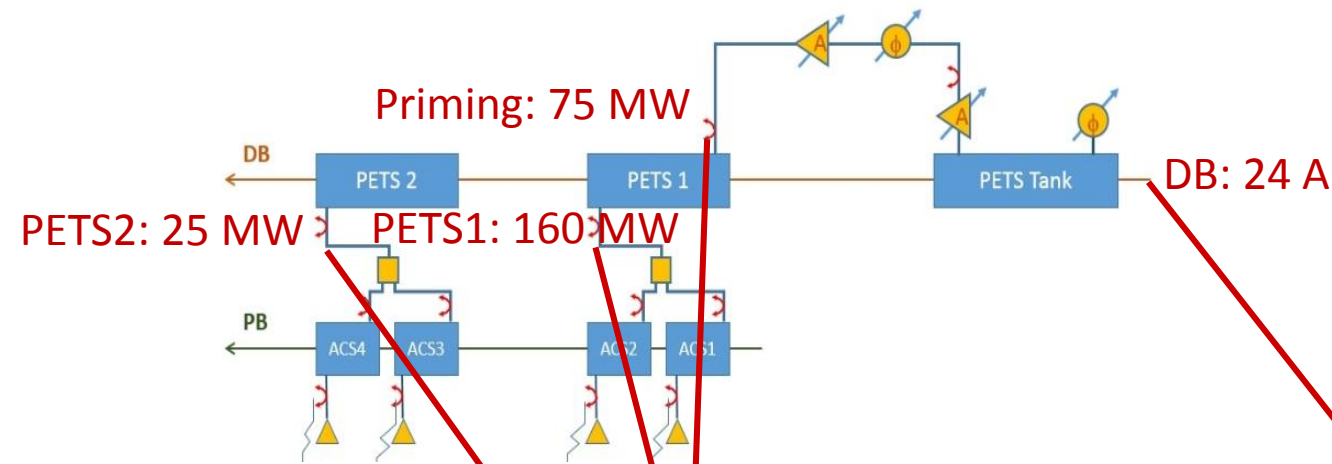 A
ϕ
Priming: 75 MW
A
ϕ
DB
PETS 2
PETS 1
PETS Tank
DB: 24 A
PETS2: 25 MW
PETS1: 160 MW
PB
ACS4
ACS3
ACS2
ACS1